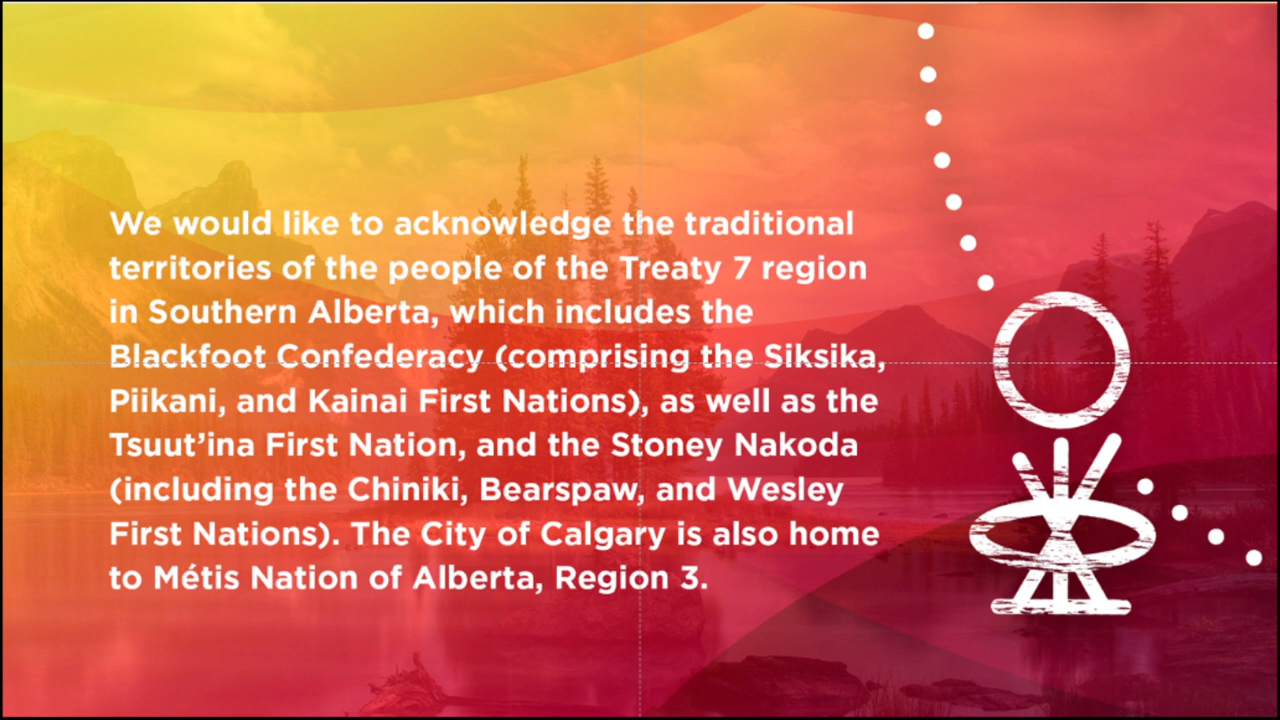 We would like to acknowledge the traditional
territories of the people of the Treaty 7 region
in Southern Alberta, which includes the
Blackfoot Confederacy (comprising the Siksika,
Piikani, and Kainai First Nations), as well as the
Tsuut’ina First Nation, and the Stoney Nakoda
(including the Chiniki, Bearspaw, and Wesley
First Nations). The City of Calgary is also home
to Métis Nation of Alberta, Region 3.